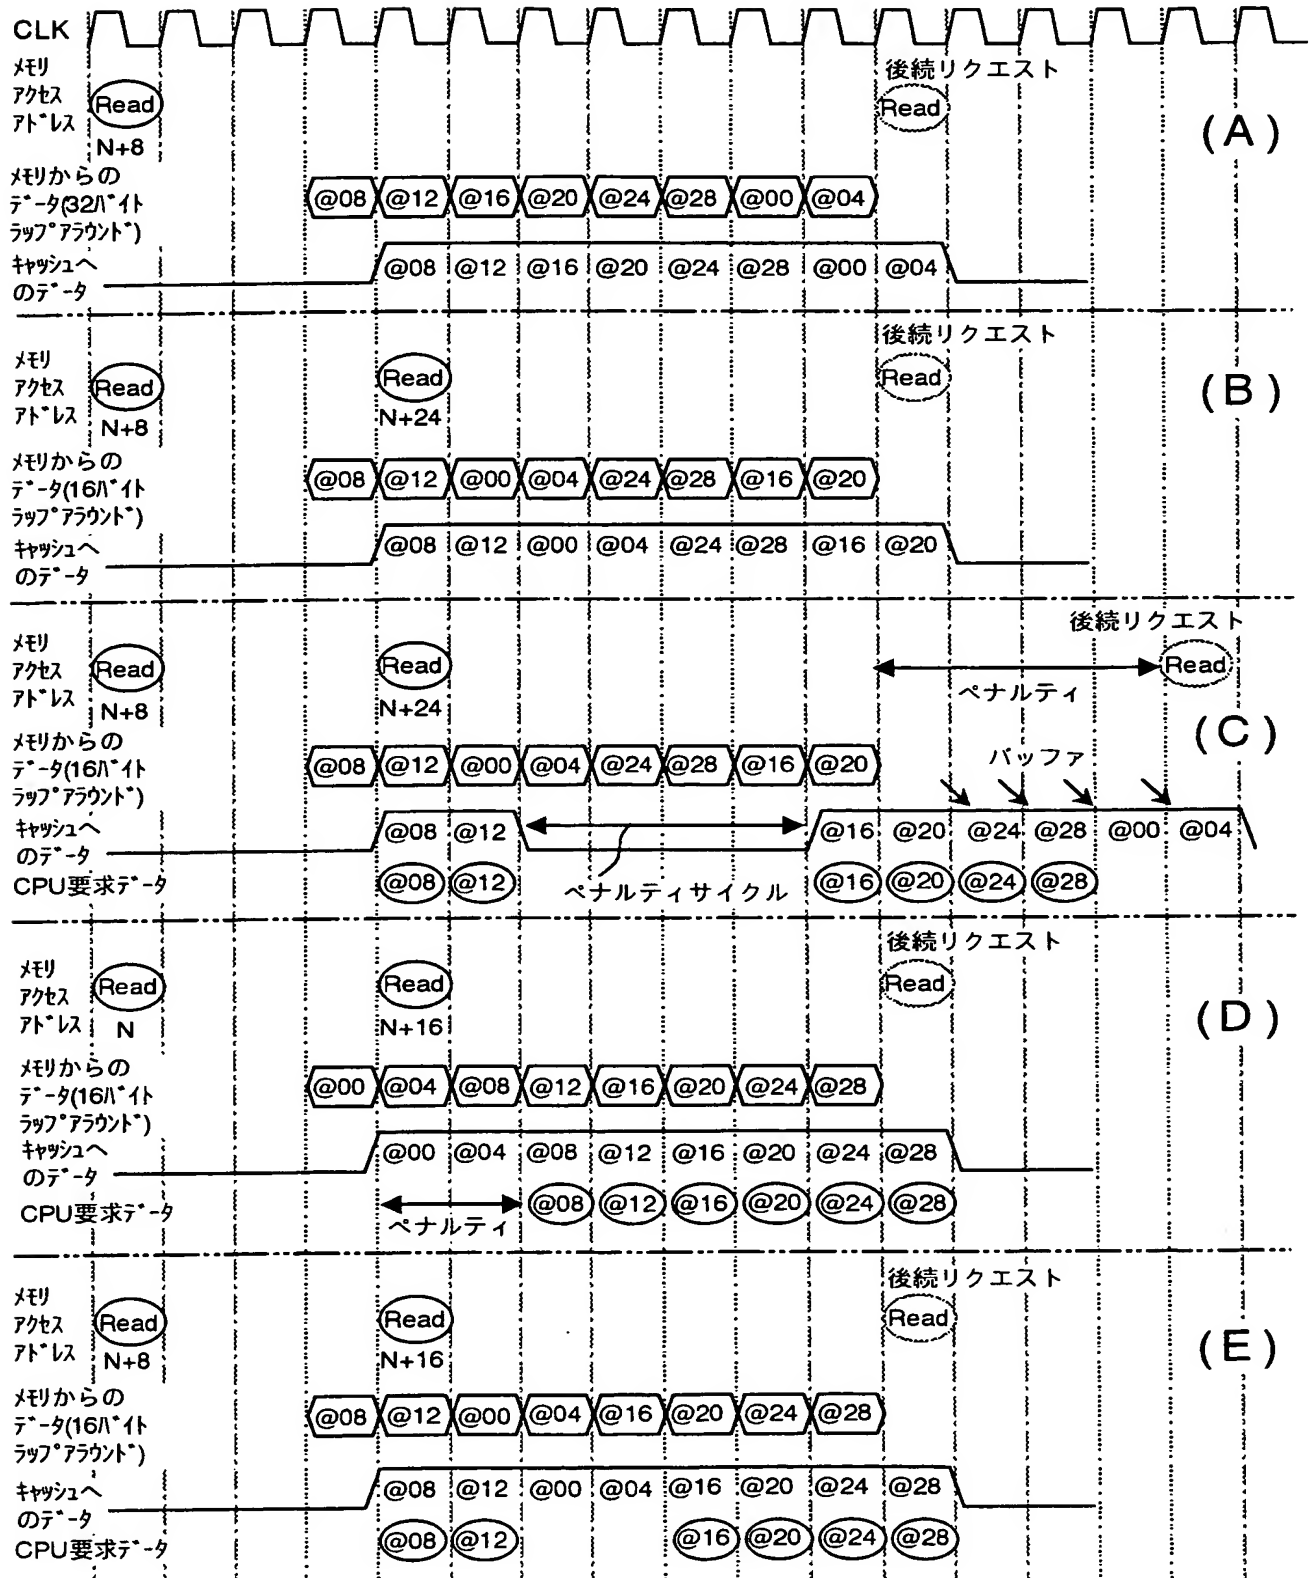 CLK
メモリ
アクセス
アドレス
Read
N+8
後続リクエスト
Read
(A)
メモリからの
データ(32バイト
ラップアラウンド)
@08 @12 @16 @20 @24 @28 @00 @04
キャッシュへ
のデータ
@08 @12 @16 @20 @24 @28 @00 @04
メモリ
アクセス
アドレス
Read
N+8
Read
N+24
後続リクエスト
Read
(B)
メモリからの
データ(16バイト
ラップアラウンド)
@08 @12 @00 @04 @24 @28 @16 @20
キャッシュへ
のデータ
@08 @12 @00 @04 @24 @28 @16 @20
メモリ
アクセス
アドレス
Read
N+8
Read
N+24
後続リクエスト
Read
ペナルティ
(C)
メモリからの
データ(16バイト
ラップアラウンド)
@08 @12 @00 @04 @24 @28 @16 @20
バッファ
キャッシュへ
のデータ
@08 @12 @16 @20 @24 @28 @00 @04
CPU要求データ
@08 @12 @16 @20 @24 @28
ペナルティサイクル
メモリ
アクセス
アドレス
Read
N
Read
N+16
後続リクエスト
Read
(D)
メモリからの
データ(16バイト
ラップアラウンド)
@00 @04 @08 @12 @16 @20 @24 @28
キャッシュへ
のデータ
@00 @04 @08 @12 @16 @20 @24 @28
CPU要求データ
@08 @12 @16 @20 @24 @28
ペナルティ
メモリ
アクセス
アドレス
Read
N+8
Read
N+16
後続リクエスト
Read
(E)
メモリからの
データ(16バイト
ラップアラウンド)
@08 @12 @00 @04 @16 @20 @24 @28
キャッシュへ
のデータ
@08 @12 @00 @04 @16 @20 @24 @28
CPU要求データ
@08 @12 @16 @20 @24 @28